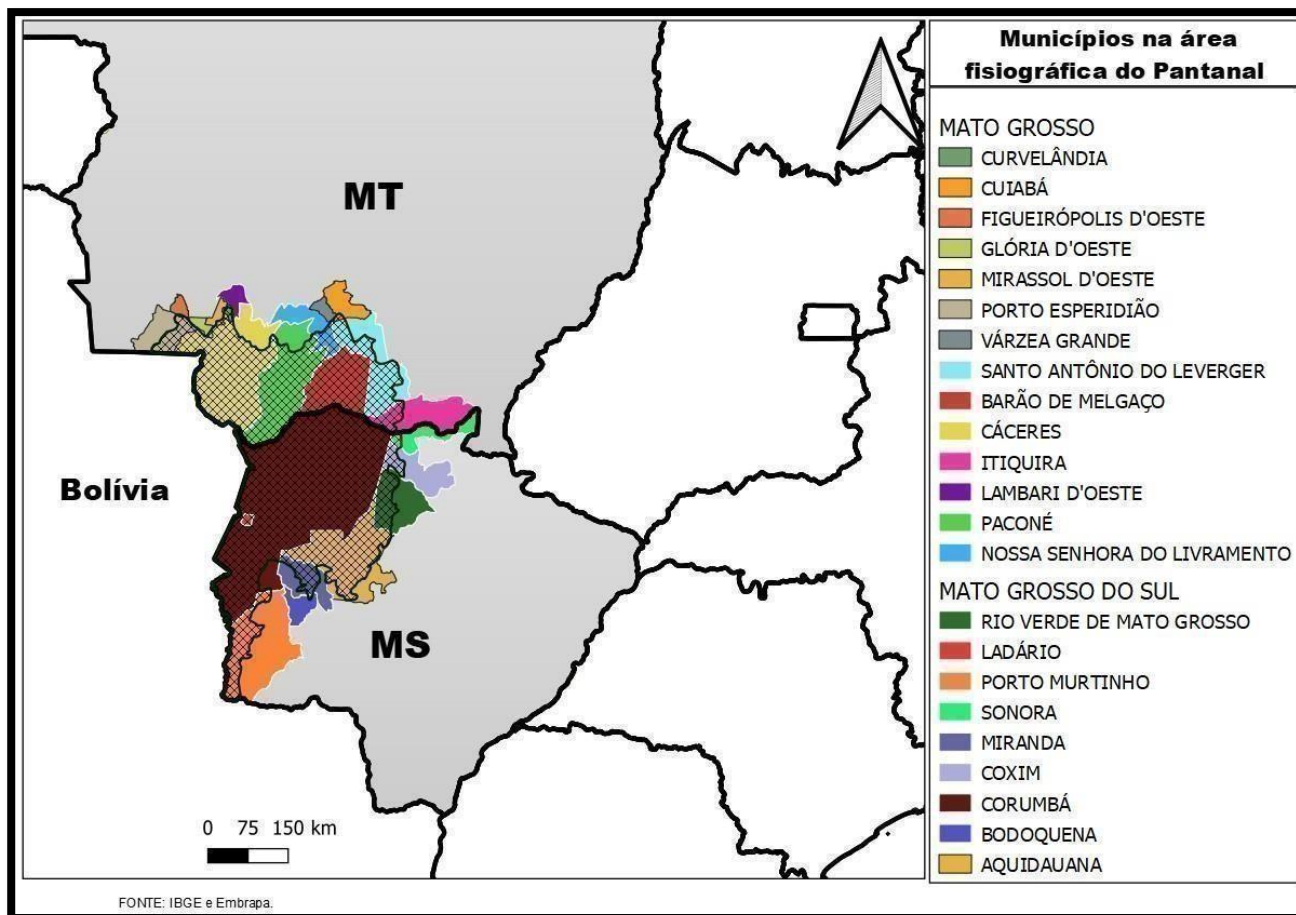 Municípios na área
fisiográfica do Pantanal
MATO GROSSO
CURVELÂNDIA
CUIABÁ
FIGUEIRÓPOLIS D'OESTE
GLÓRIA D'OESTE
MIRASSOL D'OESTE
PORTO ESPERIDIÃO
VÁRZEA GRANDE
SANTO ANTÔNIO DO LEVERGER
BARÃO DE MELGAÇO
CÁCERES
ITIQUIRA
LAMBARI D'OESTE
PACONÉ
NOSSA SENHORA DO LIVRAMENTO
MATO GROSSO DO SUL
RIO VERDE DE MATO GROSSO
LADÁRIO
PORTO MURTINHO
SONORA
MIRANDA
COXIM
CORUMBÁ
BODOQUENA
AQUIDAUANA
MT
Bolívia
MS
0 75 150 km
FONTE: IBGE e Embrapa.